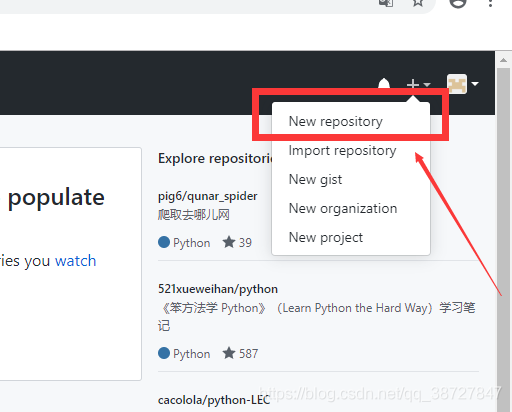 New repository
Import repository
New gist
New organization
New project
populate
ries you watch
Explore repositories
pig6/qunar_spider
爬取去哪儿网
Python 39
521xueweihan/python
《笨方法学 Python》（Learn Python the Hard Way）学习笔
记
Python 587
cacolola/python-LEC
https://blog.csdn.net/qq_38727847